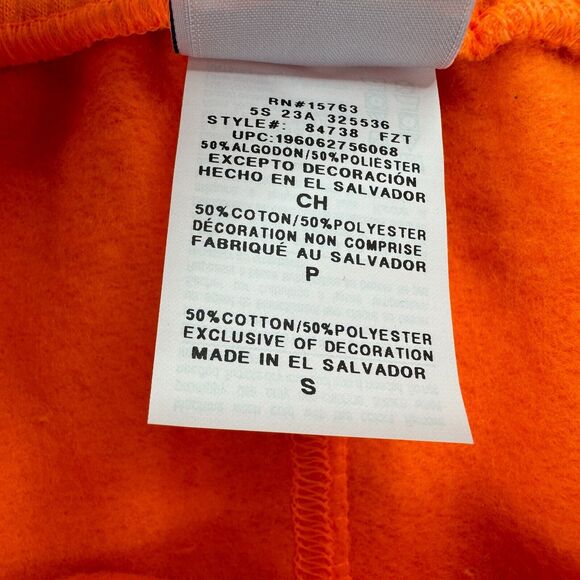 RN#15763
5S 23A 325536
STYLE#: 84738 FZT
UPC:196062756068
50%ALGODON/50%POLIESTER
EXCEPTO DECORACIÓN
HECHO EN EL SALVADOR
CH
50%COTON/50%POLYESTER
DÉCORATION NON COMPRISE
FABRIQUÉ AU SALVADOR
P
50%COTTON/50%POLYESTER
EXCLUSIVE OF DECORATION
MADE IN EL SALVADOR
S